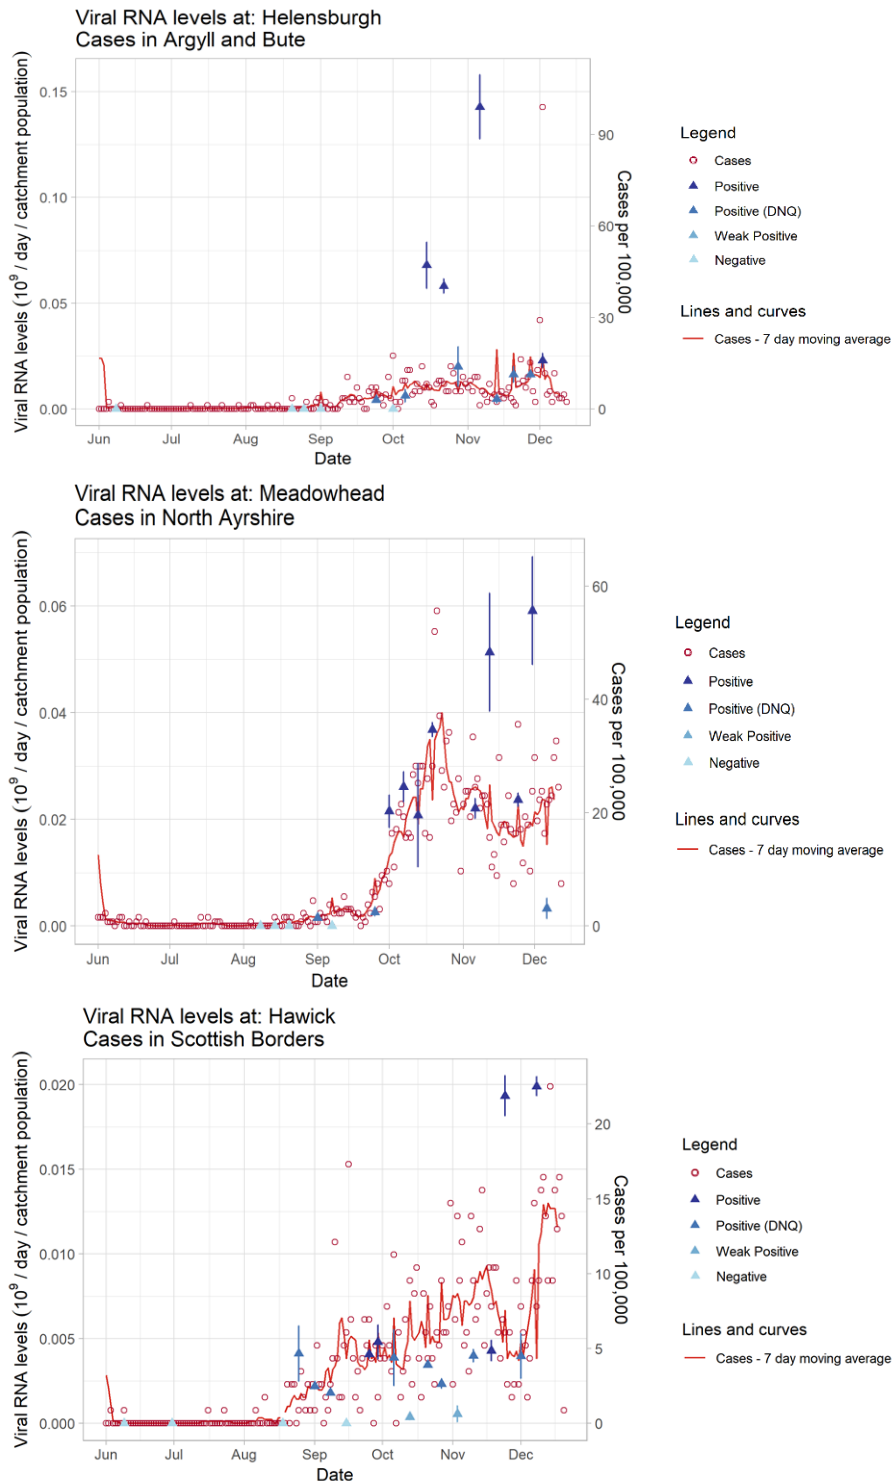 Viral RNA levels at: Helensburgh
Cases in Argyll and Bute
Viral RNA levels (10⁹ / day / catchment population)
0.15
0.10
0.05
0.00
90
60
30
0
Cases per 100,000
Jun Jul Aug Sep Oct Nov Dec
Date
Legend
Cases
Positive
Positive (DNQ)
Weak Positive
Negative
Lines and curves
Cases - 7 day moving average
Viral RNA levels at: Meadowhead
Cases in North Ayrshire
Viral RNA levels (10⁹ / day / catchment population)
0.06
0.04
0.02
0.00
60
40
20
0
Cases per 100,000
Jun Jul Aug Sep Oct Nov Dec
Date
Legend
Cases
Positive
Positive (DNQ)
Weak Positive
Negative
Lines and curves
Cases - 7 day moving average
Viral RNA levels at: Hawick
Cases in Scottish Borders
Viral RNA levels (10⁹ / day / catchment population)
0.020
0.015
0.010
0.005
0.000
20
15
10
5
0
Cases per 100,000
Jun Jul Aug Sep Oct Nov Dec
Date
Legend
Cases
Positive
Positive (DNQ)
Weak Positive
Negative
Lines and curves
Cases - 7 day moving average